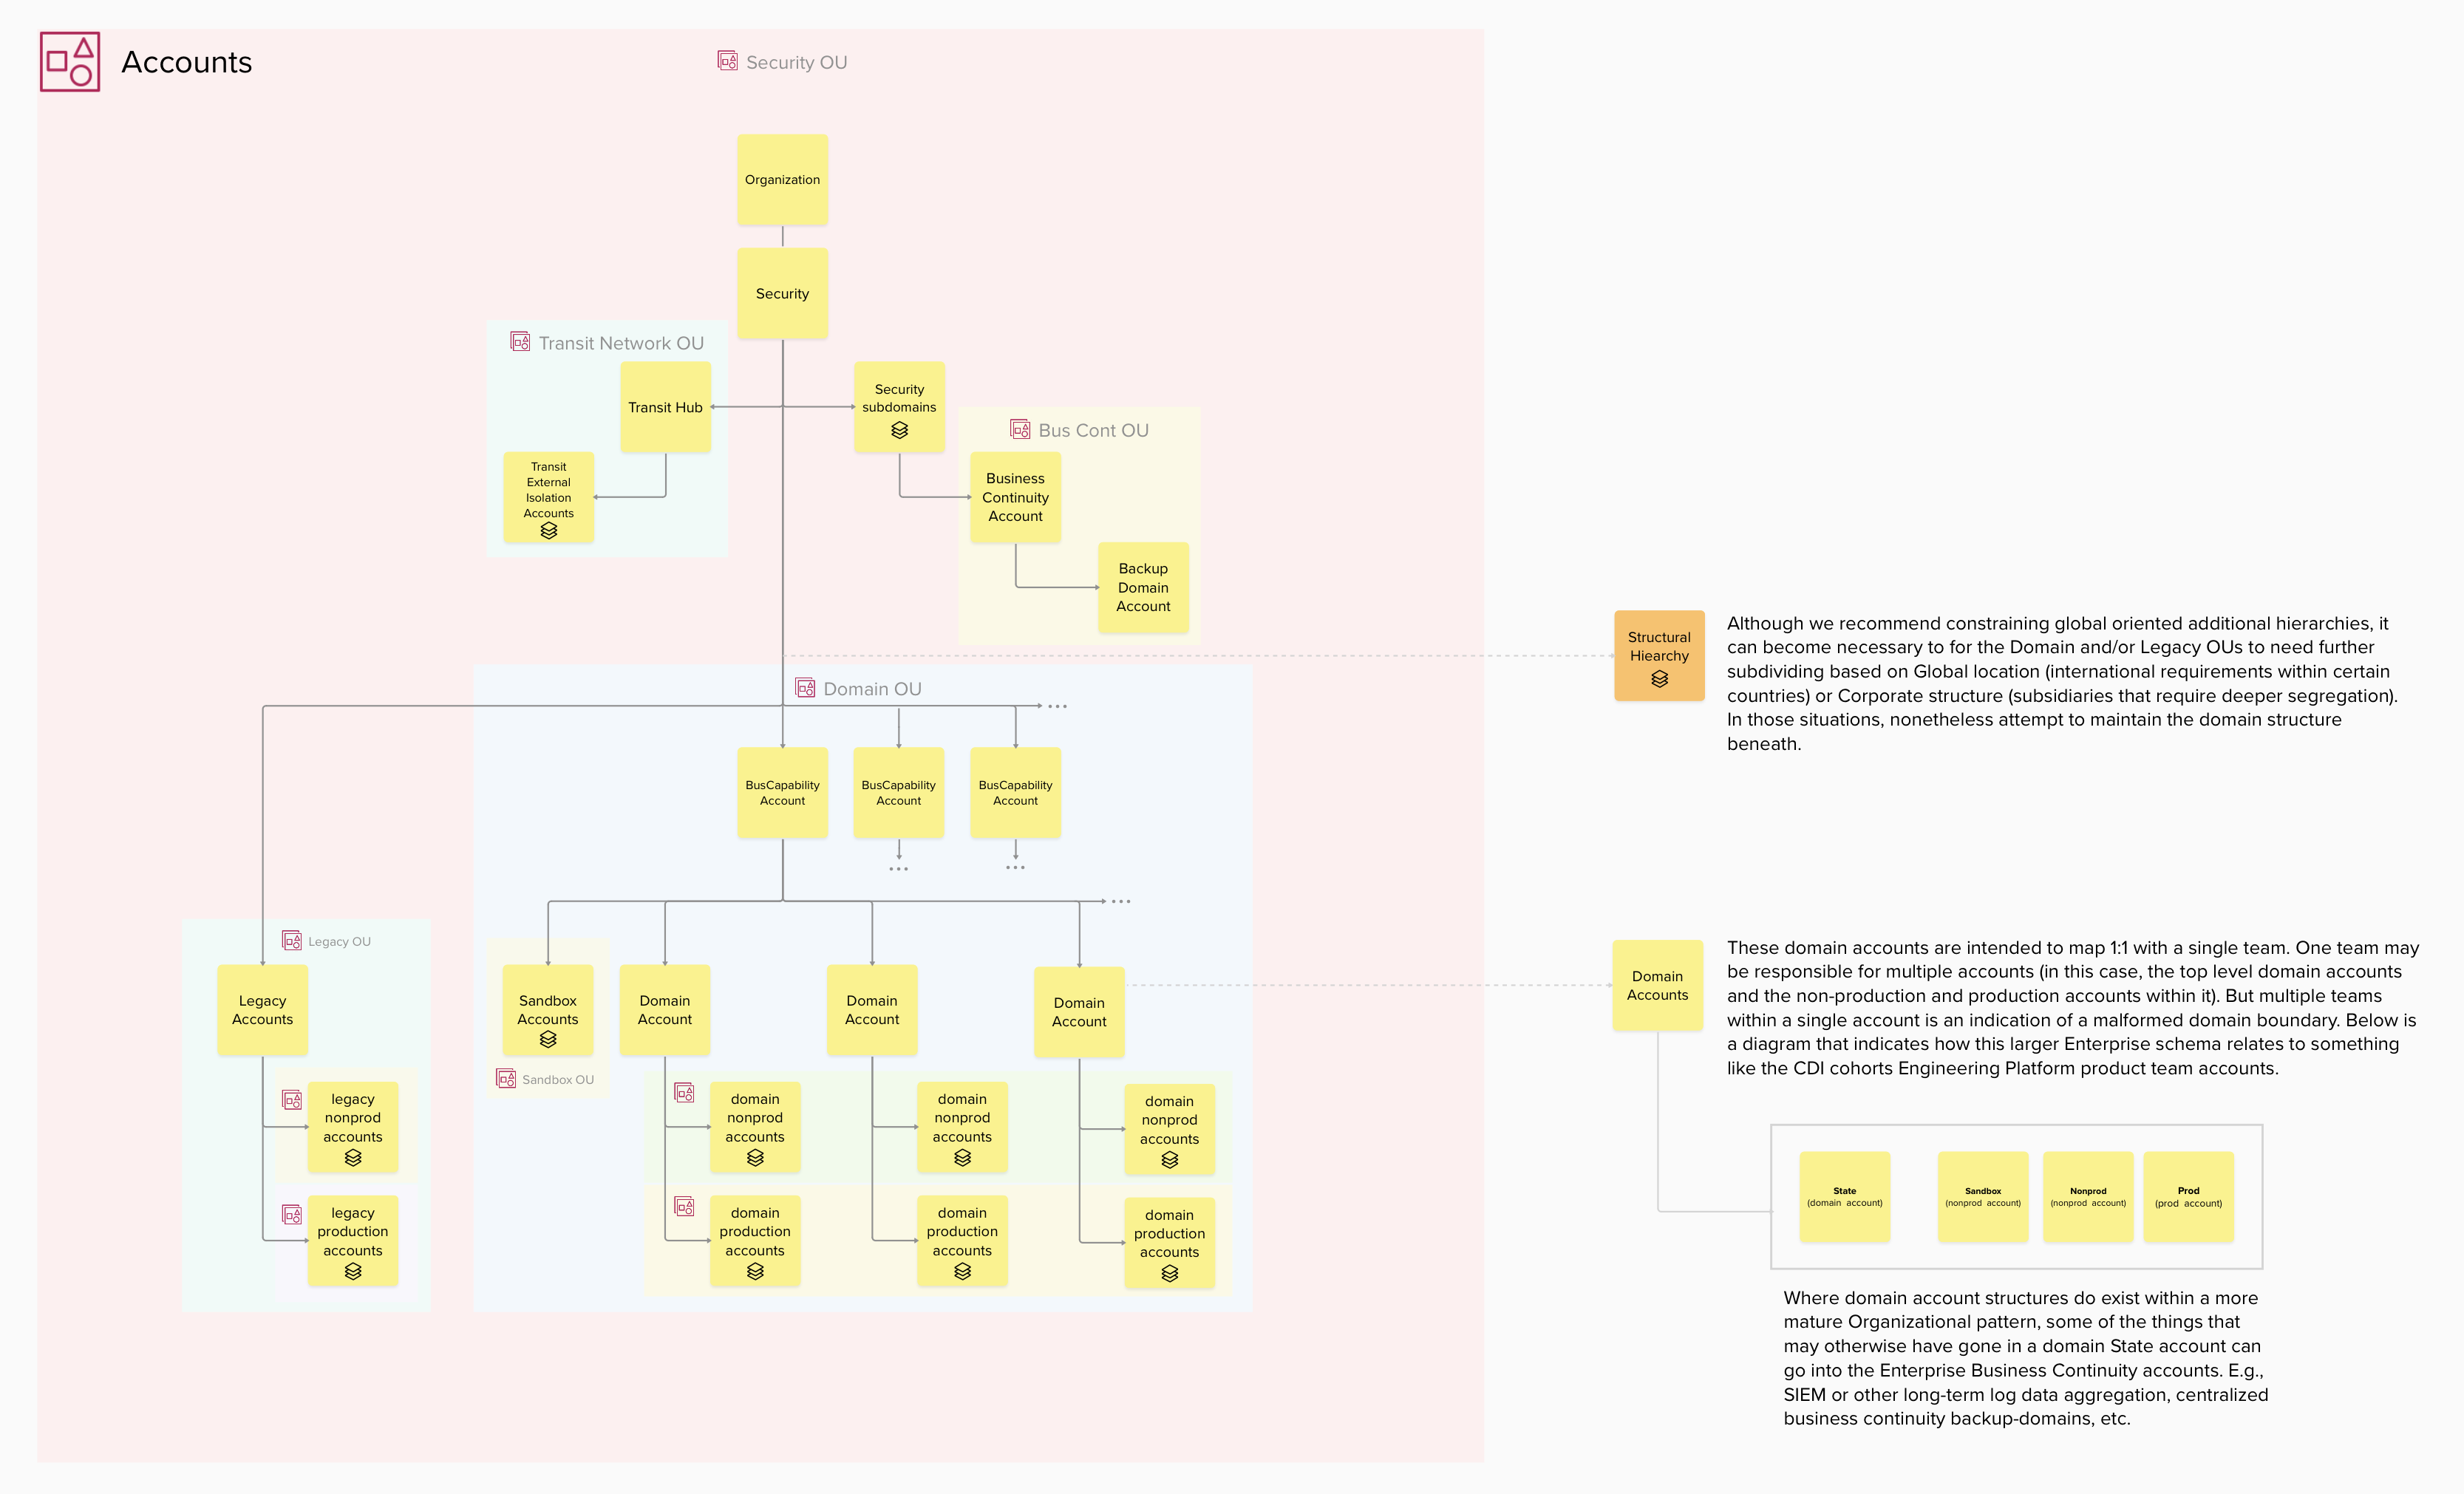 Accounts
Security OU
Organization
Security
Transit Network OU
Transit Hub
Security
subdomains
Transit
External
Isolation
Accounts
Bus Cont OU
Business
Continuity
Account
Backup
Domain
Account
Structural
Hiearchy
Although we recommend constraining global oriented additional hierarchies, it
can become necessary to for the Domain and/or Legacy OUs to need further
subdividing based on Global location (international requirements within certain
countries) or Corporate structure (subsidiaries that require deeper segregation).
In those situations, nonetheless attempt to maintain the domain structure
beneath.
Domain OU
...
BusCapability
Account
BusCapability
Account
BusCapability
Account
...
...
...
Legacy OU
Legacy
Accounts
Sandbox
Accounts
Sandbox OU
Domain
Account
Domain
Account
Domain
Account
legacy
nonprod
accounts
domain
nonprod
accounts
domain
nonprod
accounts
domain
nonprod
accounts
legacy
production
accounts
domain
production
accounts
domain
production
accounts
domain
production
accounts
Domain
Accounts
These domain accounts are intended to map 1:1 with a single team. One team may
be responsible for multiple accounts (in this case, the top level domain accounts
and the non-production and production accounts within it). But multiple teams
within a single account is an indication of a malformed domain boundary. Below is
a diagram that indicates how this larger Enterprise schema relates to something
like the CDI cohorts Engineering Platform product team accounts.
State
(domain account)
Sandbox
(nonprod account)
Nonprod
(nonprod account)
Prod
(prod account)
Where domain account structures do exist within a more
mature Organizational pattern, some of the things that
may otherwise have gone in a domain State account can
go into the Enterprise Business Continuity accounts. E.g.,
SIEM or other long-term log data aggregation, centralized
business continuity backup-domains, etc.